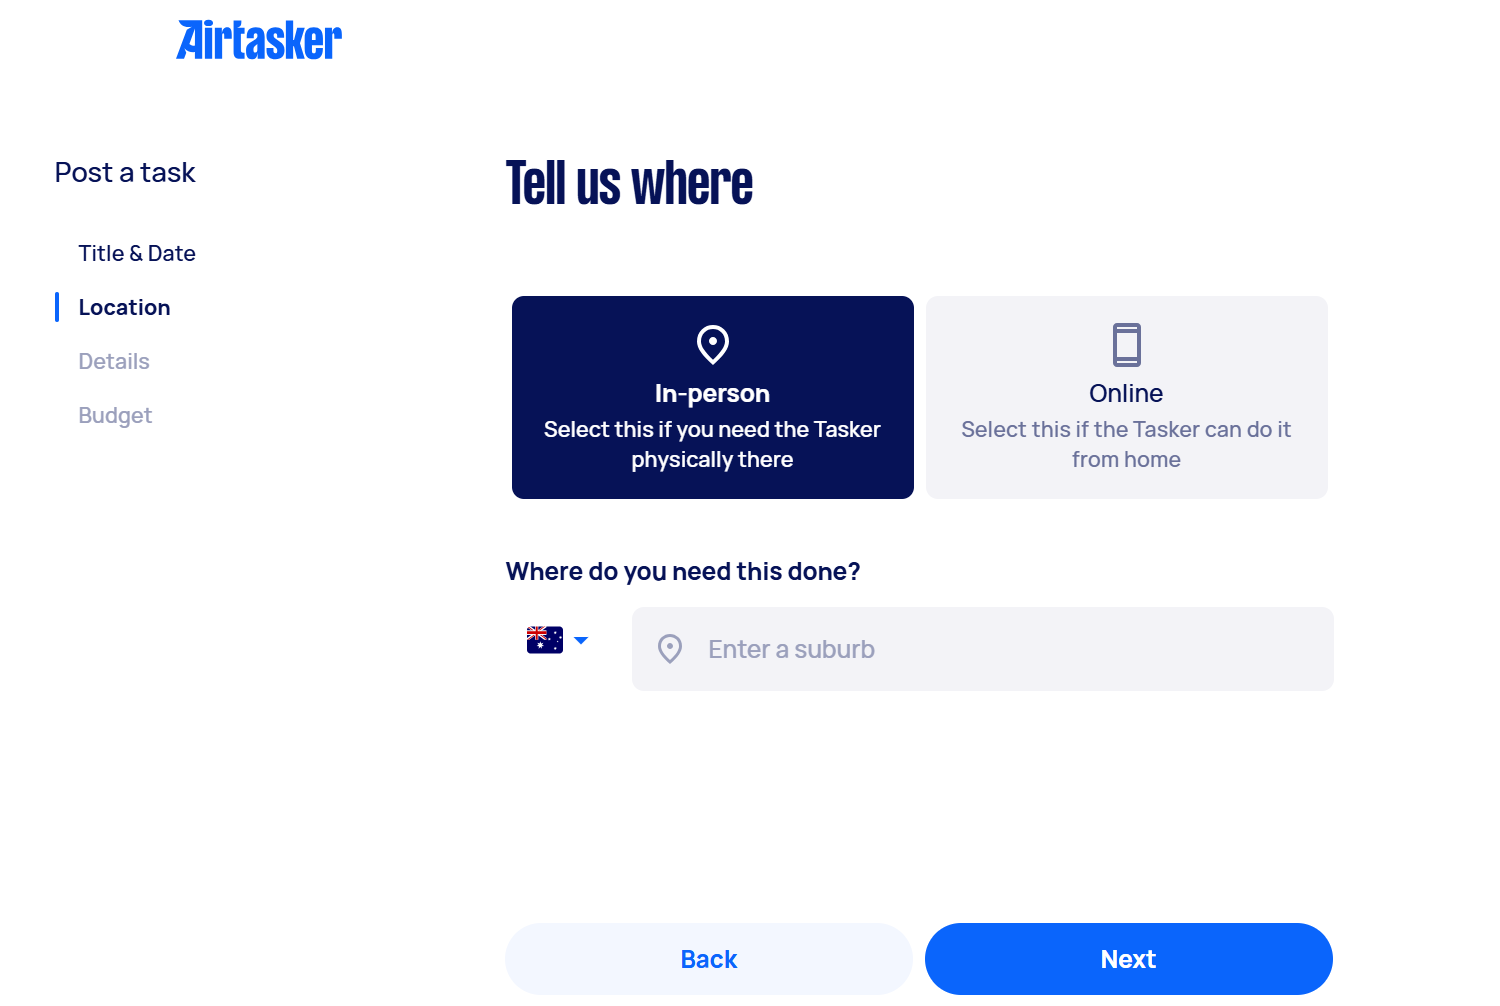 Airtasker
Post a task
Title & Date
Location
Details
Budget
Tell us where
In-person
Select this if you need the Tasker
physically there
Online
Select this if the Tasker can do it
from home
Where do you need this done?
Enter a suburb
Back
Next